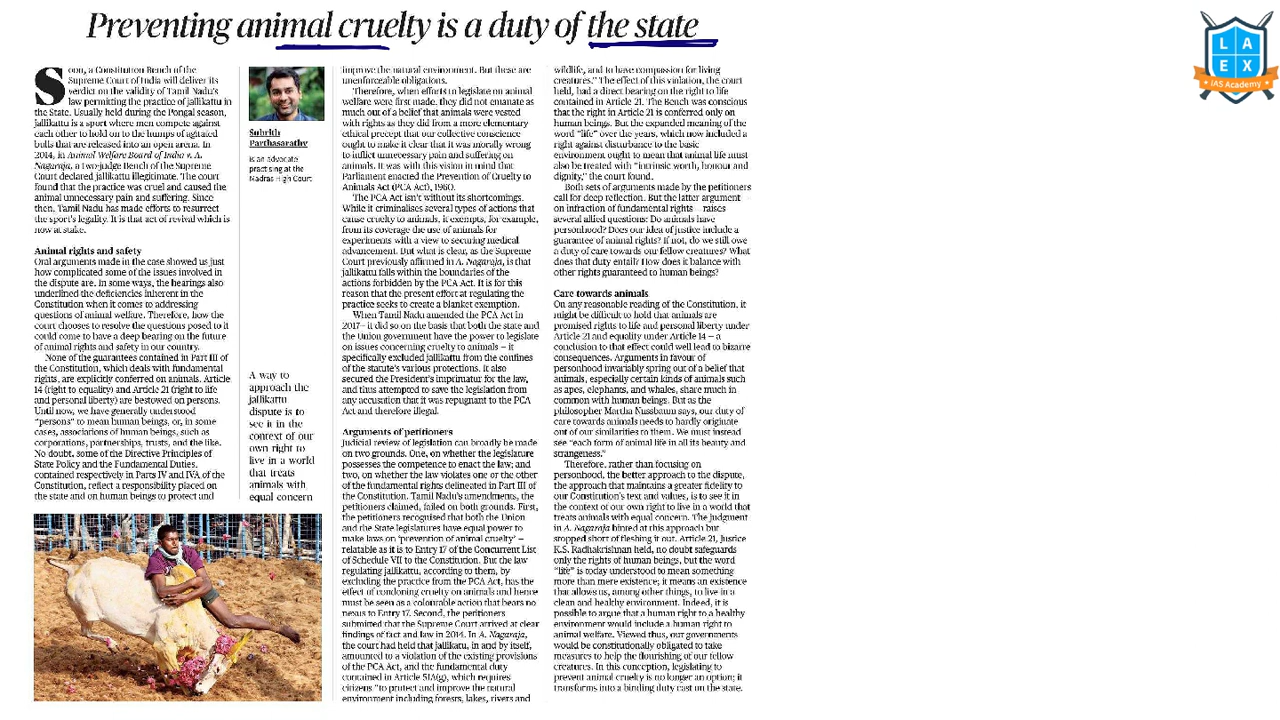 Preventing animal cruelty is a duty of the state
Soon, a Constitution Bench of the
Supreme Court of India will deliver its
verdict on the validity of Tamil Nadu's
law permitting the practice of jallikattu in
the State. Usually held during the Pongal season,
jallikattu is a sport where men compete against
each other to hold on to the humps of agitated
bulls that are released into an open arena. In
2014, in Animal Welfare Board of India v. A.
Nagaraja, a two-judge Bench of the Supreme
Court declared jallikattu illegitimate. The court
found that the practice was cruel and caused the
animal unnecessary pain and suffering. Since
then, Tamil Nadu has made efforts to resurrect
the sport's legality. It is that act of revival which is
now at stake.
Animal rights and safety
Oral arguments made in the case showed us just
how complicated some of the issues involved in
the dispute are. In some ways, the hearings also
underlined the deficiencies inherent in the
Constitution when it comes to addressing
questions of animal welfare. Therefore, how the
court chooses to resolve the questions posed to it
could come to have a deep bearing on the future
of animal rights and safety in our country.
None of the guarantees contained in Part III of
the Constitution, which deals with fundamental
rights, are explicitly conferred on animals. Article
14 (right to equality) and Article 21 (right to life
and personal liberty) are bestowed on persons.
Until now, we have generally understood
"persons" to mean human beings, or, in some
cases, associations of human beings, such as
corporations, partnerships, trusts, and the like.
No doubt, some of the Directive Principles of
State Policy and the Fundamental Duties,
contained respectively in Parts IV and IVA of the
Constitution, reflect a responsibility placed on
the state and on human beings to protect and
Suhrith
Parthasarathy
is an advocate
practising at the
Madras High Court
A way to
approach the
jallikattu
dispute is to
see it in the
context of our
own right to
live in a world
that treats
animals with
equal concern
improve the natural environment. But these are
unenforceable obligations.
Therefore, when efforts to legislate on animal
welfare were first made, they did not emanate as
much out of a belief that animals were vested
with rights as they did from a more elementary
ethical precept that our collective conscience
ought to make it clear that it was morally wrong
to inflict unnecessary pain and suffering on
animals. It was with this vision in mind that
Parliament enacted the Prevention of Cruelty to
Animals Act (PCA Act), 1960.
The PCA Act isn't without its shortcomings.
While it criminalises several types of actions that
cause cruelty to animals, it exempts, for example,
from its coverage the use of animals for
experiments with a view to securing medical
advancement. But what is clear, as the Supreme
Court previously affirmed in A. Nagaraja, is that
jallikattu falls within the boundaries of the
actions forbidden by the PCA Act. It is for this
reason that the present effort at regulating the
practice seeks to create a blanket exemption.
When Tamil Nadu amended the PCA Act in
2017 — it did so on the basis that both the state and
the Union government have the power to legislate
on issues concerning cruelty to animals — it
specifically excluded jallikattu from the confines
of the statute's various protections. It also
secured the President's imprimatur for the law,
and thus attempted to save the legislation from
any accusation that it was repugnant to the PCA
Act and therefore illegal.
Arguments of petitioners
Judicial review of legislation can broadly be made
on two grounds. One, on whether the legislature
possesses the competence to enact the law; and
two, on whether the law violates one or the other
of the fundamental rights delineated in Part III of
the Constitution. Tamil Nadu's amendments, the
petitioners claimed, failed on both grounds. First,
the petitioners recognised that both the Union
and the State legislatures have equal power to
make laws on 'prevention of animal cruelty' —
relatable as it is to Entry 17 of the Concurrent List
of Schedule VII to the Constitution. But the law
regulating jallikattu, according to them, by
excluding the practice from the PCA Act, has the
effect of condoning cruelty on animals and hence
must be seen as a colourable action that bears no
nexus to Entry 17. Second, the petitioners
submitted that the Supreme Court arrived at clear
findings of fact and law in 2014. In A. Nagaraja,
the court had held that jallikattu, in and by itself,
amounted to a violation of the existing provisions
of the PCA Act, and the fundamental duty
contained in Article 51A(g), which requires
citizens "to protect and improve the natural
environment including forests, lakes, rivers and
wildlife, and to have compassion for living
creatures." The effect of this violation, the court
held, had a direct bearing on the right to life
contained in Article 21. The Bench was conscious
that the right in Article 21 is conferred only on
human beings. But the expanded meaning of the
word "life" over the years, which now included a
right against disturbance to the basic
environment ought to mean that animal life must
also be treated with "intrinsic worth, honour and
dignity," the court found.
Both sets of arguments made by the petitioners
call for deep reflection. But the latter argument —
on infraction of fundamental rights — raises
several allied questions: Do animals have
personhood? Does our idea of justice include a
guarantee of animal rights? If not, do we still owe
a duty of care towards our fellow creatures? What
does that duty entail? How does it balance with
other rights guaranteed to human beings?
Care towards animals
On any reasonable reading of the Constitution, it
might be difficult to hold that animals are
promised rights to life and personal liberty under
Article 21 and equality under Article 14 — a
conclusion to that effect could well lead to bizarre
consequences. Arguments in favour of
personhood invariably spring out of a belief that
animals, especially certain kinds of animals such
as apes, elephants, and whales, share much in
common with human beings. But as the
philosopher Martha Nussbaum says, our duty of
care towards animals needs to hardly originate
out of our similarities to them. We must instead
see "each form of animal life in all its beauty and
strangeness."
Therefore, rather than focusing on
personhood, the better approach to the dispute,
the approach that maintains a greater fidelity to
our Constitution's text and values, is to see it in
the context of our own right to live in a world that
treats animals with equal concern. The judgment
in A. Nagaraja hinted at this approach but
stopped short of fleshing it out. Article 21, Justice
K.S. Radhakrishnan held, no doubt safeguards
only the rights of human beings, but the word
"life" is today understood to mean something
more than mere existence; it means an existence
that allows us, among other things, to live in a
clean and healthy environment. Indeed, it is
possible to argue that a human right to a healthy
environment would include a human right to
animal welfare. Viewed thus, our governments
would be constitutionally obligated to take
measures to help the flourishing of our fellow
creatures. In this conception, legislating to
prevent animal cruelty is no longer an option; it
transforms into a binding duty cast on the state.
L A
E X
IAS Academy